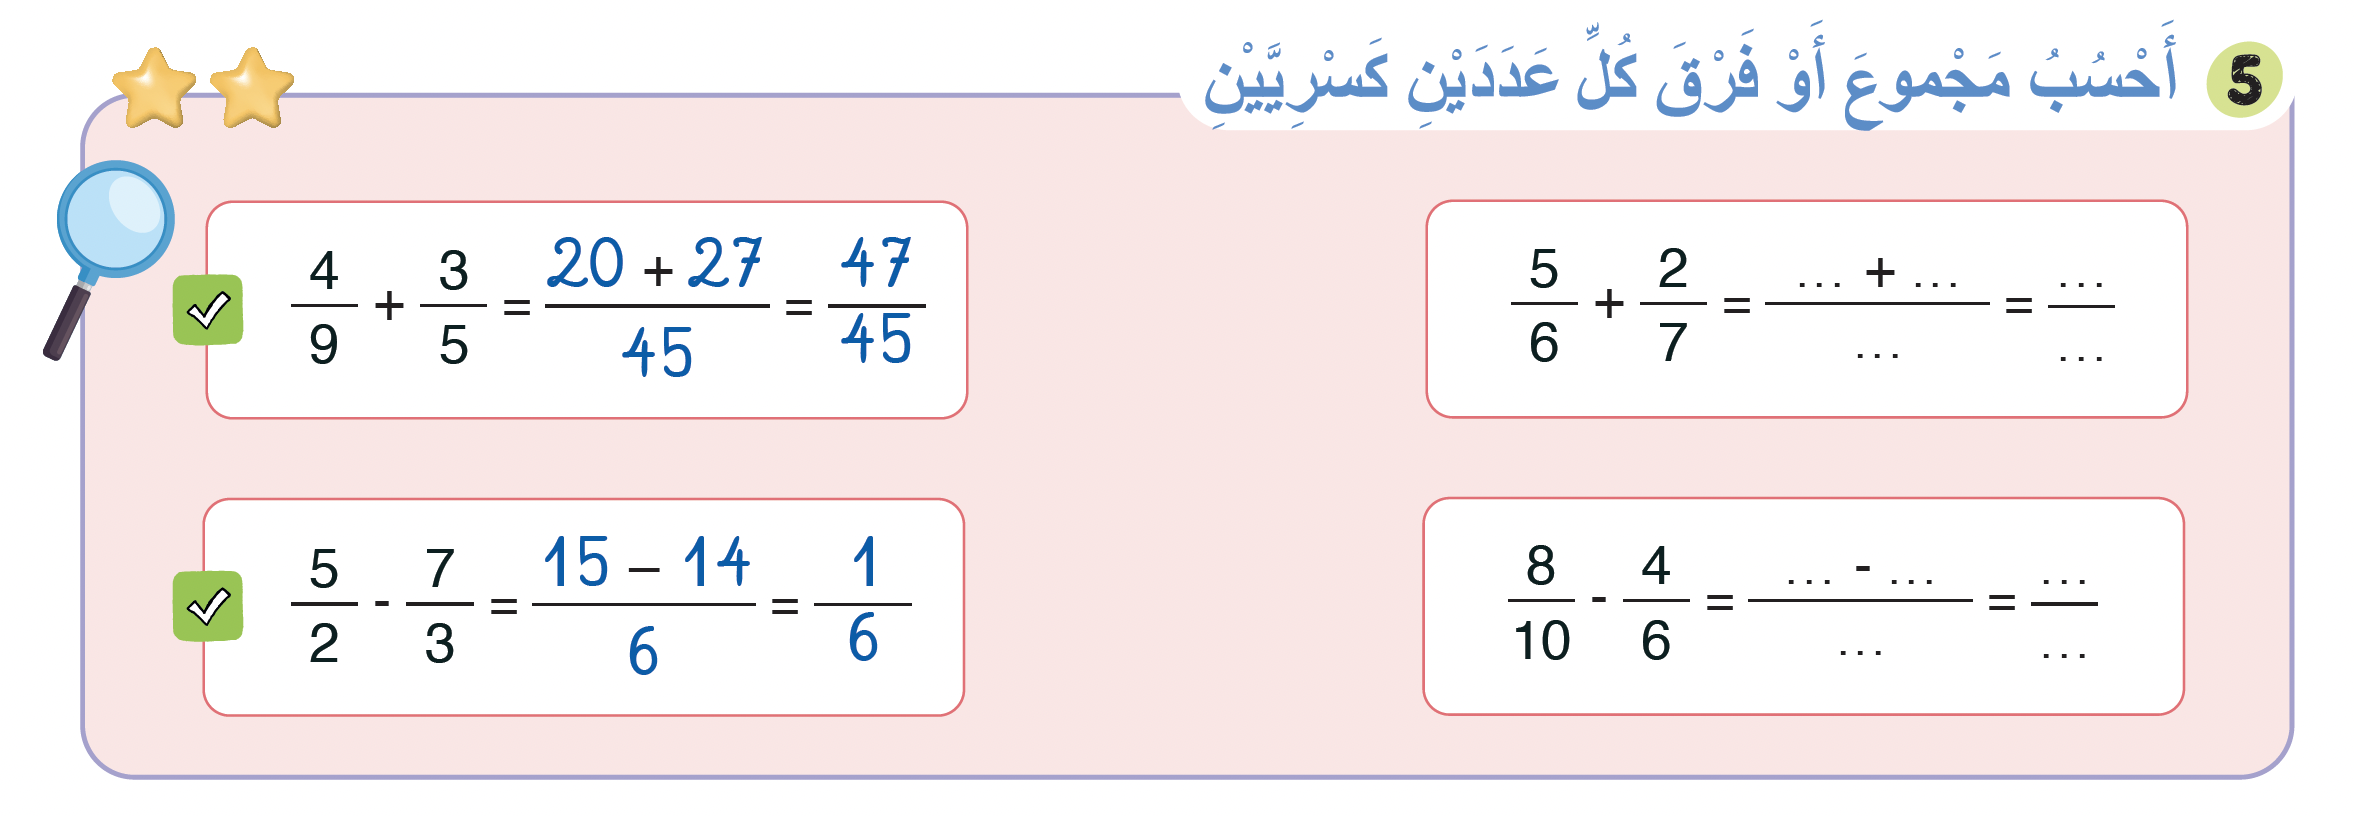 5 أَحْسُبُ مَجْموعَ أَوْ فَرْقَ كُلِّ عَدَدَيْنِ كَسْرِيَّيْنِ
4/9 + 3/5 = (20 + 27)/45 = 47/45
5/6 + 2/7 = (... + ...)/... = .../...
5/2 - 7/3 = (15 – 14)/6 = 1/6
8/10 - 4/6 = (... - ...)/... = .../...